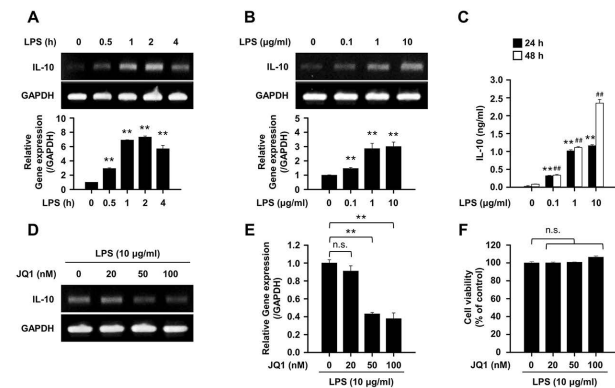 A
LPS (h) 0 0.5 1 2 4
IL-10
GAPDH
Relative Gene expression (/GAPDH)
8
6
4
2
0
** ** ** **
0 0.5 1 2 4
LPS (h)
B
LPS (μg/ml) 0 0.1 1 10
IL-10
GAPDH
Relative Gene expression (/GAPDH)
5
4
3
2
1
0
** ** **
0 0.1 1 10
LPS (μg/ml)
C
24 h
48 h
IL-10 (ng/ml)
3.0
2.5
2.0
1.5
1.0
0.5
0
** ## ** ## ** ##
0 0.1 1 10
LPS (μg/ml)
D
LPS (10 μg/ml)
JQ1 (nM) 0 20 50 100
IL-10
GAPDH
E
Relative Gene expression (/GAPDH)
1.2
1.0
0.8
0.6
0.4
0.2
0.0
**
**
n.s.
JQ1 (nM) 0 20 50 100
LPS (10 μg/ml)
F
Cell viability (% of control)
120
100
80
60
40
20
0
n.s.
JQ1 (nM) 0 20 50 100
LPS (10 μg/ml)